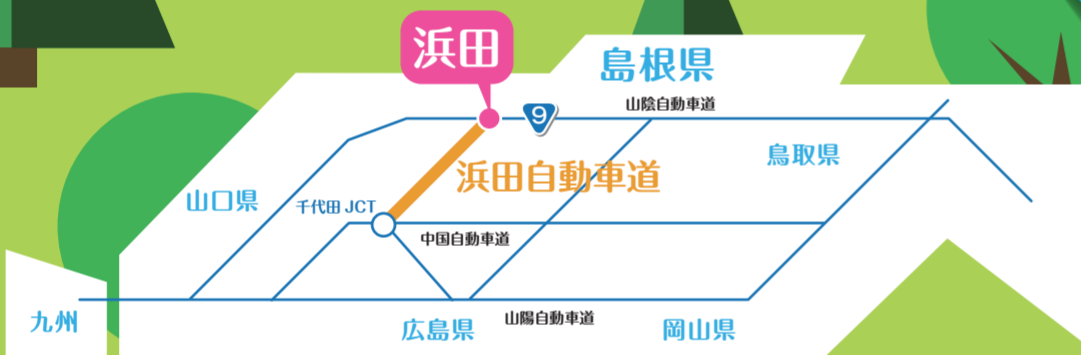 浜田
島根県
山陰自動車道
9
鳥取県
浜田自動車道
山口県
千代田 JCT
中国自動車道
九州
広島県
山陽自動車道
岡山県